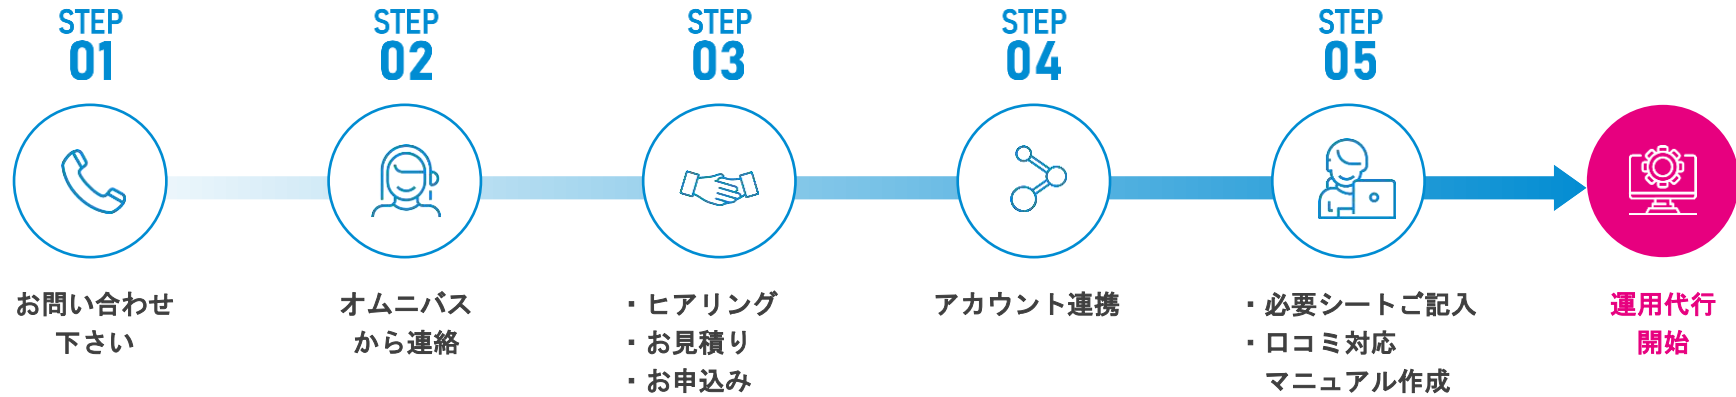 STEP
01
STEP
02
STEP
03
STEP
04
STEP
05
お問い合わせ
下さい
オムニバス
から連絡
・ヒアリング
・お見積り
・お申込み
アカウント連携
・必要シートご記入
・口コミ対応
マニュアル作成
運用代行
開始